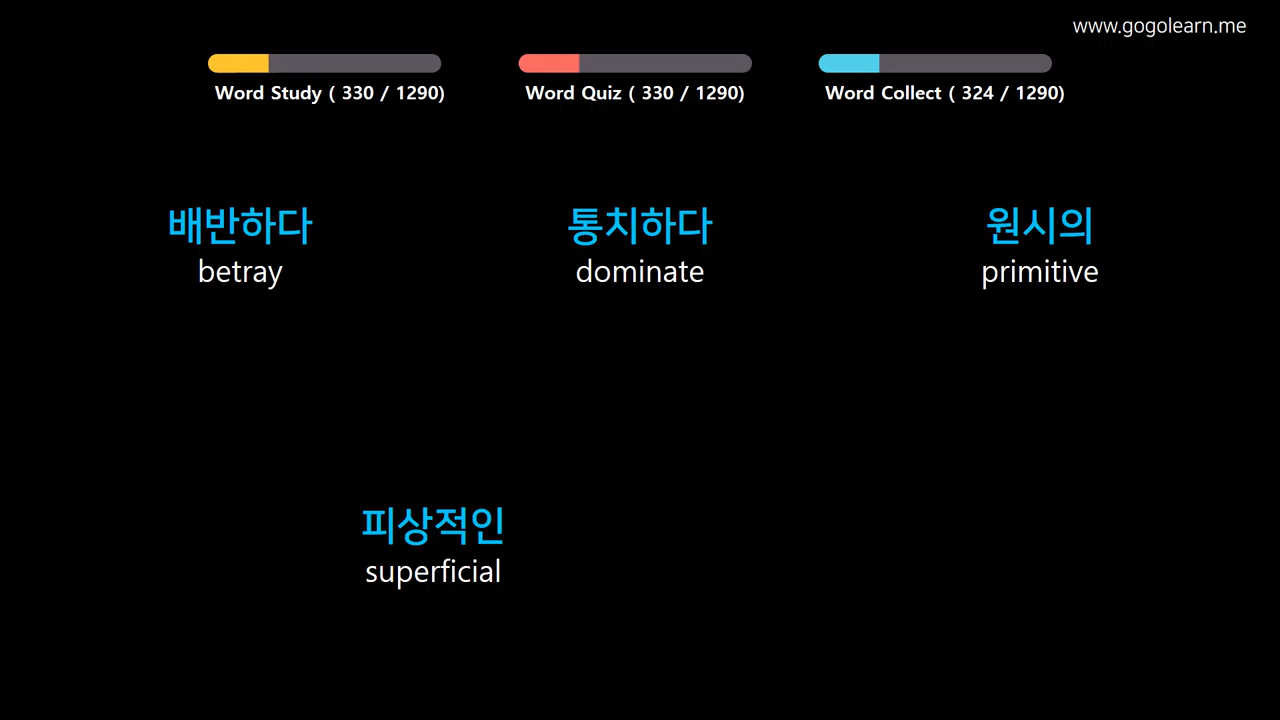 www.gogolearn.me
Word Study ( 330 / 1290)
Word Quiz ( 330 / 1290)
Word Collect ( 324 / 1290)
배반하다
betray
통치하다
dominate
원시의
primitive
피상적인
superficial